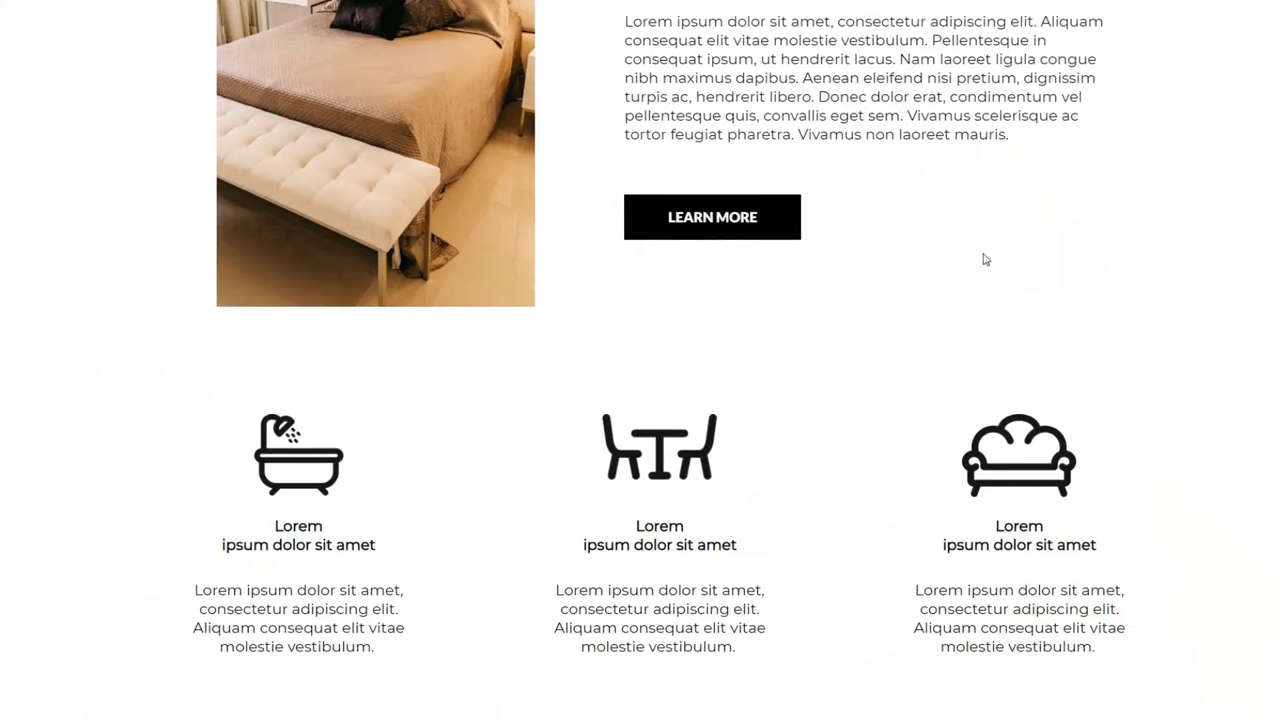 Lorem ipsum dolor sit amet, consectetur adipiscing elit. Aliquam
consequat elit vitae molestie vestibulum. Pellentesque in
consequat ipsum, ut hendrerit lacus. Nam laoreet ligula congue
nibh maximus dapibus. Aenean eleifend nisi pretium, dignissim
turpis ac, hendrerit libero. Donec dolor erat, condimentum vel
pellentesque quis, convallis eget sem. Vivamus scelerisque ac
tortor feugiat pharetra. Vivamus non laoreet mauris.
LEARN MORE
Lorem
ipsum dolor sit amet
Lorem ipsum dolor sit amet,
consectetur adipiscing elit.
Aliquam consequat elit vitae
molestie vestibulum.
Lorem
ipsum dolor sit amet
Lorem ipsum dolor sit amet,
consectetur adipiscing elit.
Aliquam consequat elit vitae
molestie vestibulum.
Lorem
ipsum dolor sit amet
Lorem ipsum dolor sit amet,
consectetur adipiscing elit.
Aliquam consequat elit vitae
molestie vestibulum.